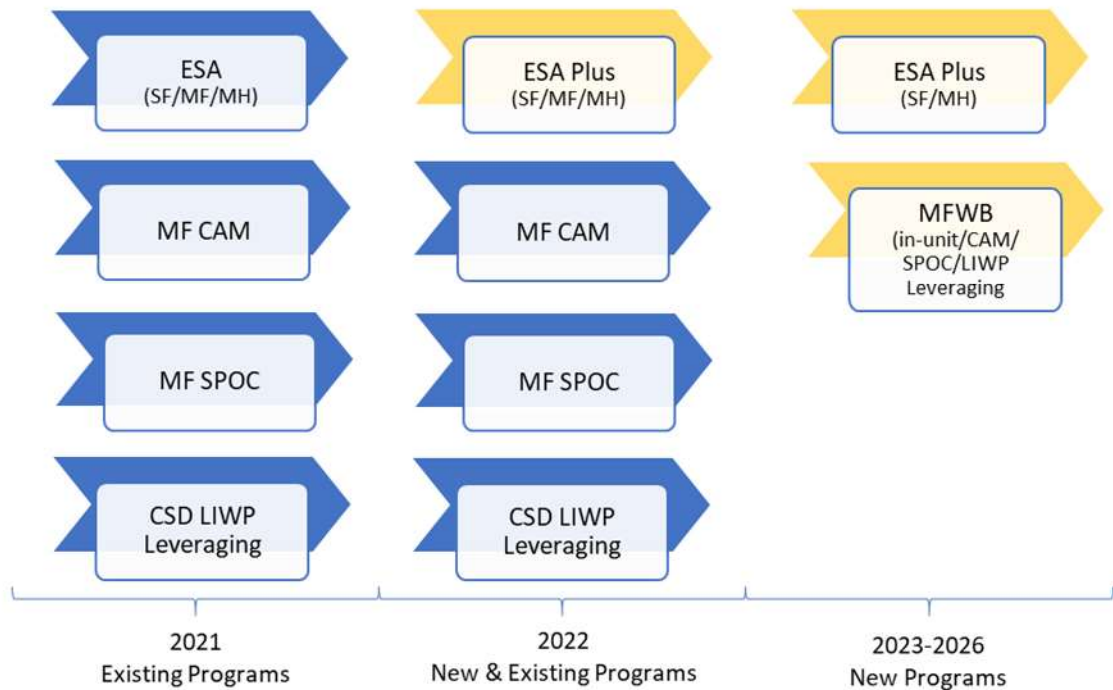 ESA
(SF/MF/MH)
MF CAM
MF SPOC
CSD LIWP
Leveraging
2021
Existing Programs
ESA Plus
(SF/MF/MH)
MF CAM
MF SPOC
CSD LIWP
Leveraging
2022
New & Existing Programs
ESA Plus
(SF/MH)
MFWB
(in-unit/CAM/
SPOC/LIWP
Leveraging
2023-2026
New Programs